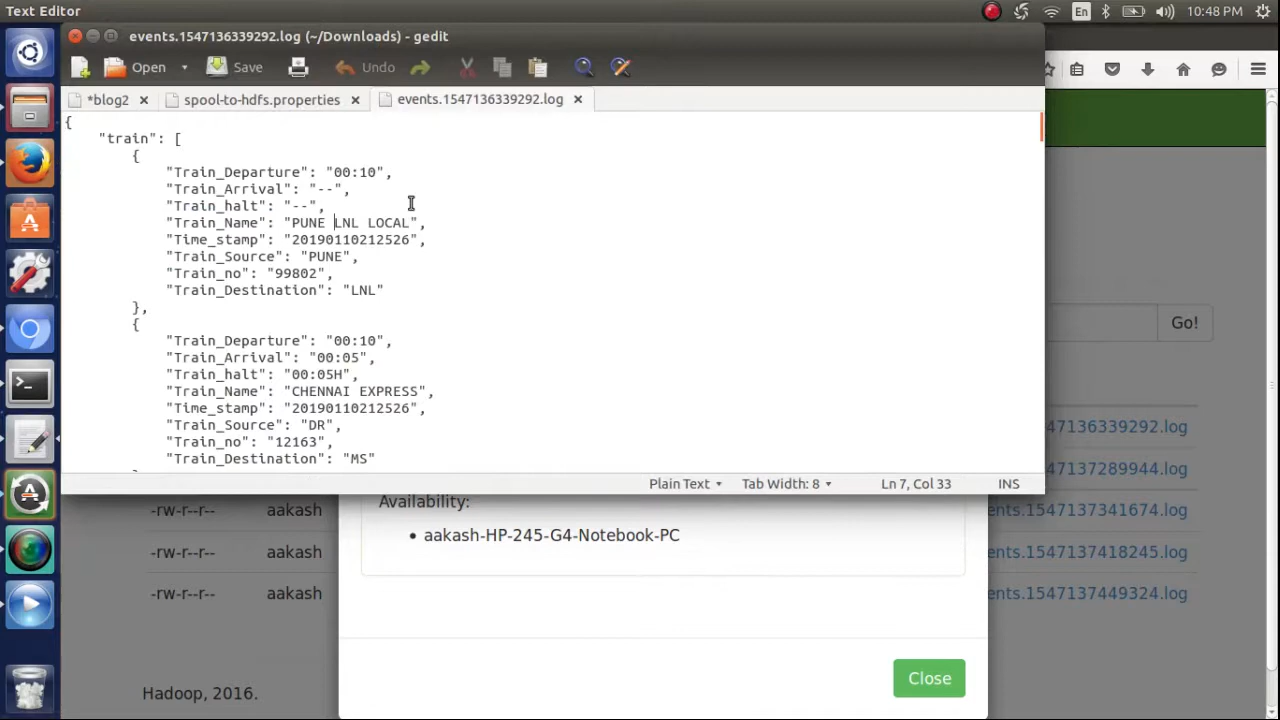 Text Editor
En
10:48 PM
events.1547136339292.log (~/Downloads) - gedit
Open
Save
Undo
*blog2
spool-to-hdfs.properties
events.1547136339292.log
{
"train": [
{
"Train_Departure": "00:10",
"Train_Arrival": "--",
"Train_halt": "--",
"Train_Name": "PUNE LNL LOCAL",
"Time_stamp": "20190110212526",
"Train_Source": "PUNE",
"Train_no": "99802",
"Train_Destination": "LNL"
},
{
"Train_Departure": "00:10",
"Train_Arrival": "00:05",
"Train_halt": "00:05H",
"Train_Name": "CHENNAI EXPRESS",
"Time_stamp": "20190110212526",
"Train_Source": "DR",
"Train_no": "12163",
"Train_Destination": "MS"
Plain Text
Tab Width: 8
Ln 7, Col 33
INS
Go!
47136339292.log
47137289944.log
Availability:
-rw-r--r-- aakash ents.1547137341674.log
aakash-HP-245-G4-Notebook-PC
-rw-r--r-- aakash ents.1547137418245.log
-rw-r--r-- aakash ents.1547137449324.log
Close
Hadoop, 2016.